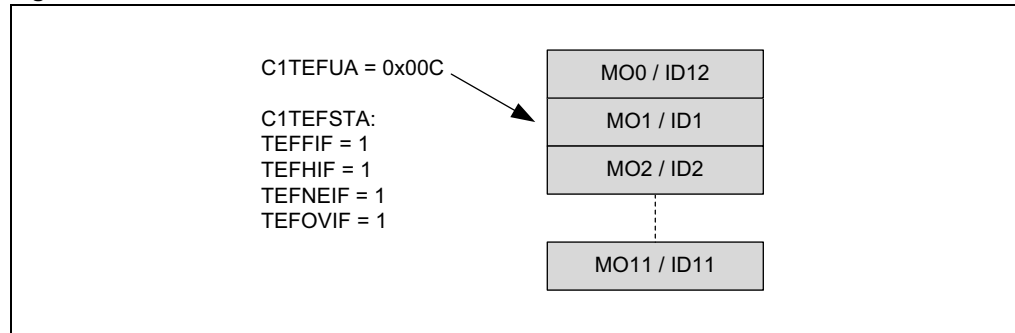 C1TEFUA = 0x00C
C1TEFSTA:
TEFFIF = 1
TEFHIF = 1
TEFNEIF = 1
TEFOVIF = 1
MO0 / ID12
MO1 / ID1
MO2 / ID2
MO11 / ID11